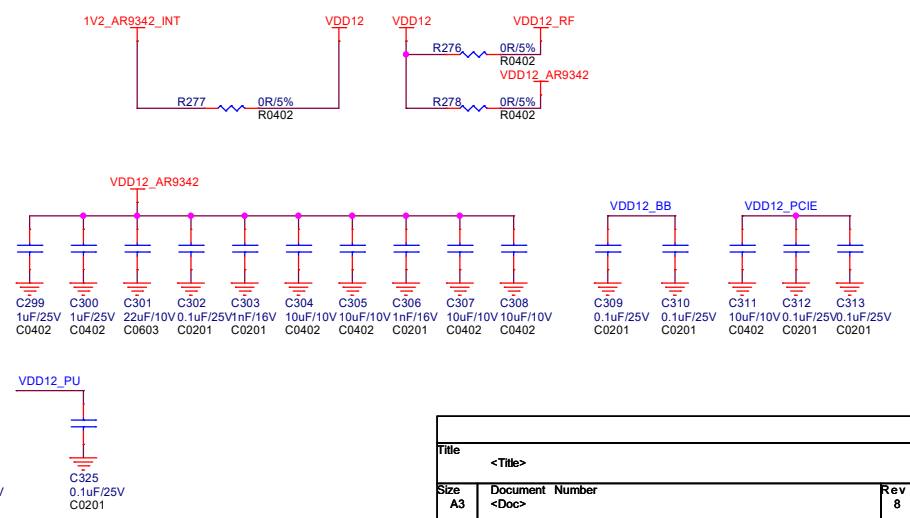 1V2_AR9342_INT
VDD12
VDD12
VDD12_RF
R276
0R/5%
R0402
VDD12_AR9342
R277
0R/5%
R0402
R278
0R/5%
R0402
VDD12_AR9342
VDD12_BB
VDD12_PCIE
C299
1uF/25V
C0402
C300
1uF/25V
C0402
C301
22uF/10V
C0603
C302
0.1uF/25V
C0201
C303
1nF/16V
C0201
C304
10uF/10V
C0402
C305
10uF/10V
C0402
C306
1nF/16V
C0201
C307
10uF/10V
C0402
C308
10uF/10V
C0402
C309
0.1uF/25V
C0201
C310
0.1uF/25V
C0201
C311
10uF/10V
C0402
C312
0.1uF/25V
C0201
C313
0.1uF/25V
C0201
VDD12_PU
C325
0.1uF/25V
C0201
Title
<Title>
Size
A3
Document Number
<Doc>
Rev
8